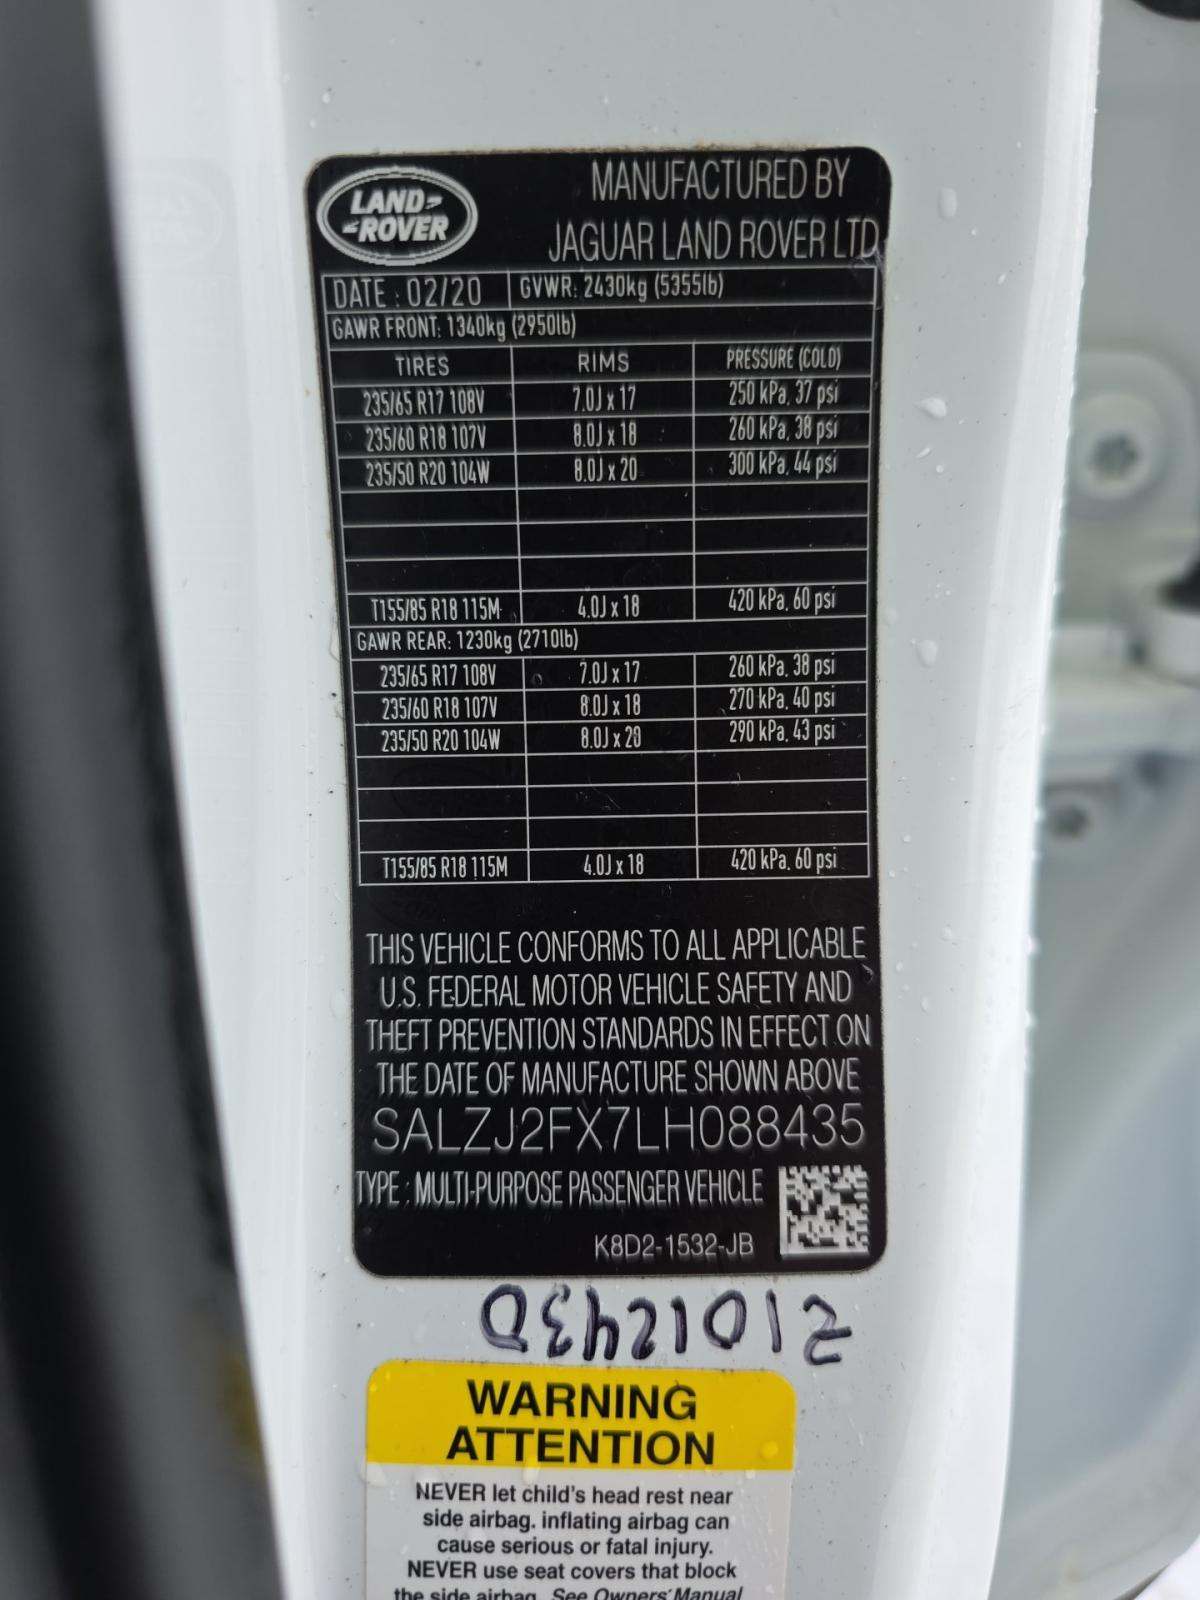 LAND
ROVER
MANUFACTURED BY
JAGUAR LAND ROVER LTD
DATE : 02/20 GVWR: 2430kg (5355lb)
GAWR FRONT: 1340kg (2950lb)
TIRES RIMS PRESSURE (COLD)
235/65 R17 108V 7.0J x 17 250 kPa, 37 psi
235/60 R18 107V 8.0J x 18 260 kPa, 38 psi
235/50 R20 104W 8.0J x 20 300 kPa, 44 psi
T155/85 R18 115M 4.0J x 18 420 kPa, 60 psi
GAWR REAR: 1230kg (2710lb)
235/65 R17 108V 7.0J x 17 260 kPa, 38 psi
235/60 R18 107V 8.0J x 18 270 kPa, 40 psi
235/50 R20 104W 8.0J x 20 290 kPa, 43 psi
T155/85 R18 115M 4.0J x 18 420 kPa, 60 psi
THIS VEHICLE CONFORMS TO ALL APPLICABLE
U.S. FEDERAL MOTOR VEHICLE SAFETY AND
THEFT PREVENTION STANDARDS IN EFFECT ON
THE DATE OF MANUFACTURE SHOWN ABOVE
SALZJ2FX7LH088435
TYPE : MULTI-PURPOSE PASSENGER VEHICLE
K8D2-1532-JB
WARNING
ATTENTION
NEVER let child's head rest near
side airbag. inflating airbag can
cause serious or fatal injury.
NEVER use seat covers that block
the side airbag. See Owners' Manual